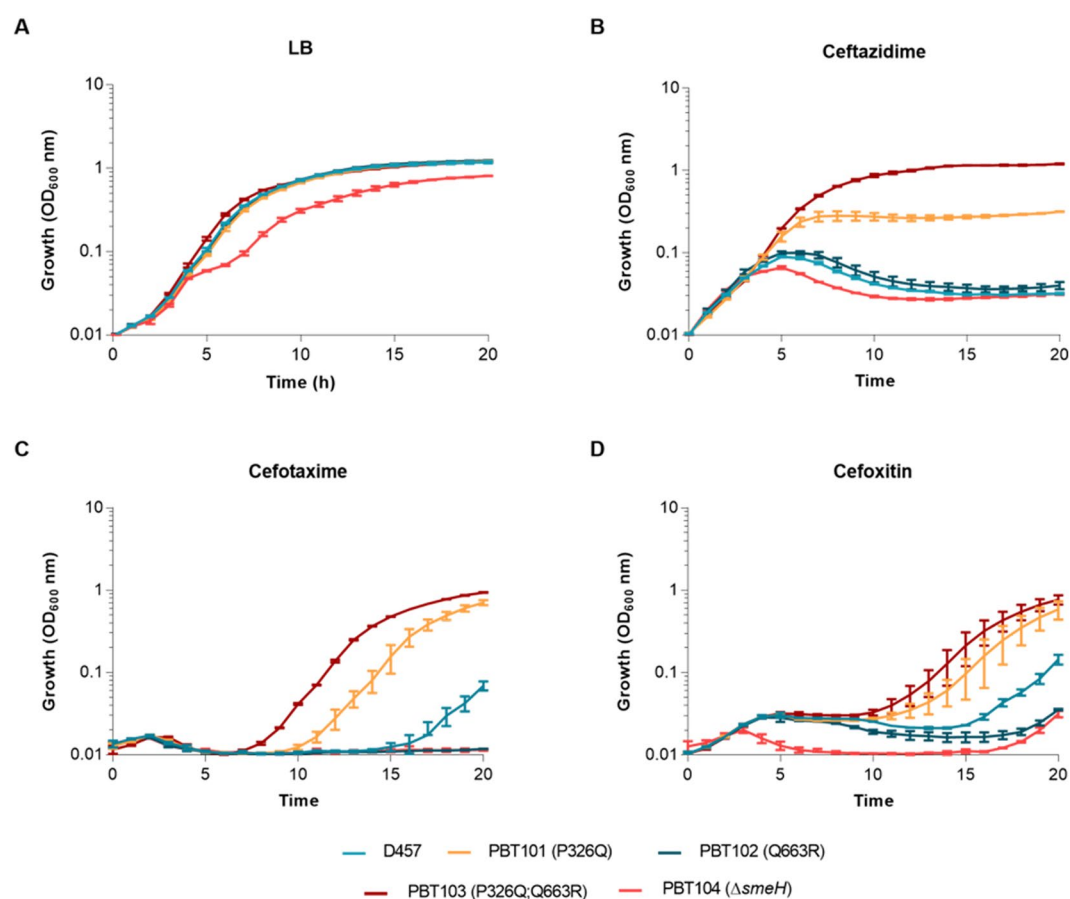 A
LB
10
1
0.1
0.01
Growth (OD600 nm)
0 5 10 15 20
Time (h)
B
Ceftazidime
10
1
0.1
0.01
Growth (OD600 nm)
0 5 10 15 20
Time
C
Cefotaxime
10
1
0.1
0.01
Growth (OD600 nm)
0 5 10 15 20
Time
D
Cefoxitin
10
1
0.1
0.01
Growth (OD600 nm)
0 5 10 15 20
Time
D457 PBT101 (P326Q) PBT102 (Q663R)
PBT103 (P326Q;Q663R) PBT104 (ΔsmeH)